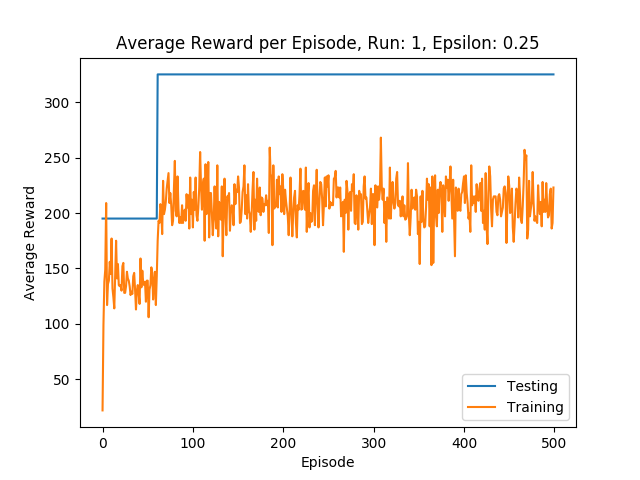 Average Reward per Episode, Run: 1, Epsilon: 0.25
Average Reward
300
250
200
150
100
50
0 100 200 300 400 500
Episode
Testing
Training